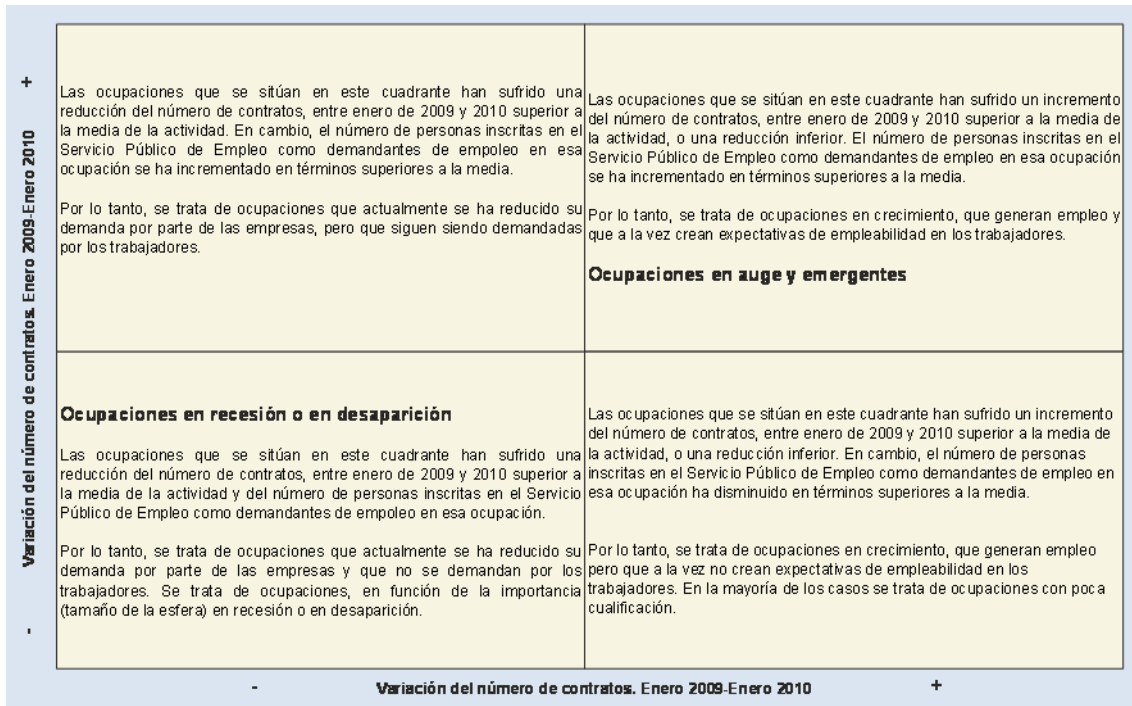 +
Variación del número de contratos. Enero 2009-Enero 2010
-
Las ocupaciones que se sitúan en este cuadrante han sufrido una
reducción del número de contratos, entre enero de 2009 y 2010 superior a
la media de la actividad. En cambio, el número de personas inscritas en el
Servicio Público de Empleo como demandantes de empoleo en esa
ocupación se ha incrementado en términos superiores a la media.
Por lo tanto, se trata de ocupaciones que actualmente se ha reducido su
demanda por parte de las empresas, pero que siguen siendo demandadas
por los trabajadores.
Las ocupaciones que se sitúan en este cuadrante han sufrido un incremento
del número de contratos, entre enero de 2009 y 2010 superior a la media de
la actividad, o una reducción inferior. El número de personas inscritas en el
Servicio Público de Empleo como demandantes de empleo en esa ocupación
se ha incrementado en términos superiores a la media.
Por lo tanto, se trata de ocupaciones en crecimiento, que generan empleo y
que a la vez crean expectativas de empleabilidad en los trabajadores.
Ocupaciones en auge y emergentes
Ocupaciones en recesión o en desaparición
Las ocupaciones que se sitúan en este cuadrante han sufrido una
reducción del número de contratos, entre enero de 2009 y 2010 superior a
la media de la actividad y del número de personas inscritas en el Servicio
Público de Empleo como demandantes de empoleo en esa ocupación.
Por lo tanto, se trata de ocupaciones que actualmente se ha reducido su
demanda por parte de las empresas y que no se demandan por los
trabajadores. Se trata de ocupaciones, en función de la importancia
(tamaño de la esfera) en recesión o en desaparición.
Las ocupaciones que se sitúan en este cuadrante han sufrido un incremento
del número de contratos, entre enero de 2009 y 2010 superior a la media de
la actividad, o una reducción inferior. En cambio, el número de personas
inscritas en el Servicio Público de Empleo como demandantes de empleo en
esa ocupación ha disminuido en términos superiores a la media.
Por lo tanto, se trata de ocupaciones en crecimiento, que generan empleo
pero que a la vez no crean expectativas de empleabilidad en los
trabajadores. En la mayoría de los casos se trata de ocupaciones con poca
cualificación.
- Variación del número de contratos. Enero 2009-Enero 2010 +